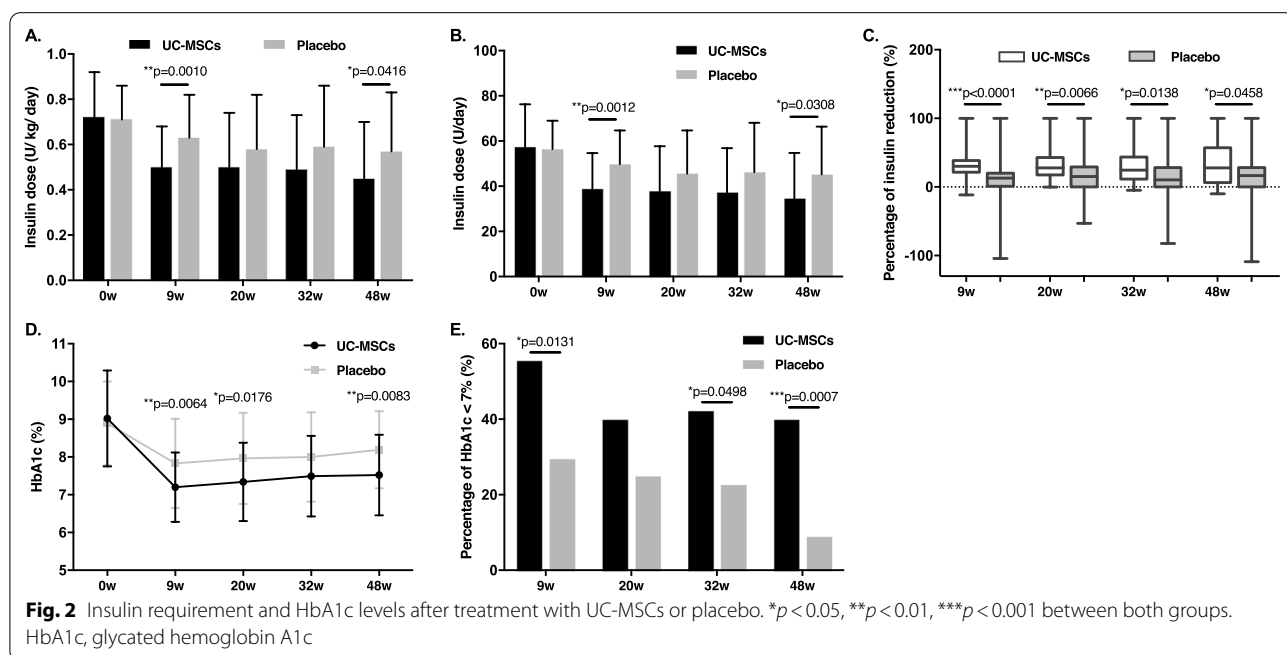 A.
UC-MSCs
Placebo
Insulin dose (U/ kg/ day)
1.0
0.8
0.6
0.4
0.2
0.0
**p=0.0010
*p=0.0416
0w
9w
20w
32w
48w
B.
UC-MSCs
Placebo
Insulin dose (U/day)
100
80
60
40
20
0
**p=0.0012
*p=0.0308
0w
9w
20w
32w
48w
C.
UC-MSCs
Placebo
Percentage of insulin reduction (%)
200
100
0
-100
***p<0.0001
**p=0.0066
*p=0.0138
*p=0.0458
9w
20w
32w
48w
D.
UC-MSCs
Placebo
HbA1c (%)
11
10
9
8
7
6
5
**p=0.0064
*p=0.0176
**p=0.0083
0w
9w
20w
32w
48w
E.
UC-MSCs
Placebo
Percentage of HbA1c < 7% (%)
60
40
20
0
*p=0.0131
*p=0.0498
***p=0.0007
9w
20w
32w
48w
Fig. 2 Insulin requirement and HbA1c levels after treatment with UC-MSCs or placebo. *p < 0.05, **p < 0.01, ***p < 0.001 between both groups.
HbA1c, glycated hemoglobin A1c